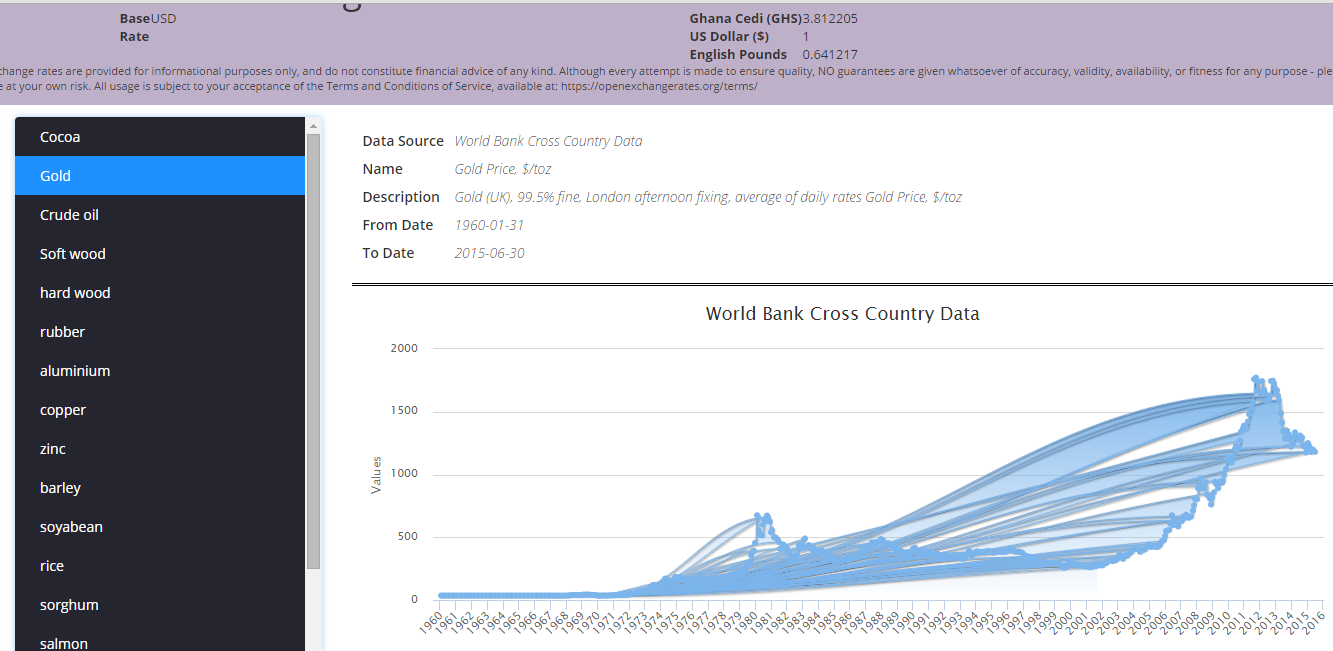 BaseUSD
Rate
Ghana Cedi (GHS)3.812205
US Dollar ($) 1
English Pounds 0.641217
change rates are provided for informational purposes only, and do not constitute financial advice of any kind. Although every attempt is made to ensure quality, NO guarantees are given whatsoever of accuracy, validity, availability, or fitness for any purpose -
e at your own risk. All usage is subject to your acceptance of the Terms and Conditions of Service, available at: https://openexchangerates.org/terms/
Cocoa
Gold
Crude oil
Soft wood
hard wood
rubber
aluminium
copper
zinc
barley
soyabean
rice
sorghum
salmon
Data Source World Bank Cross Country Data
Name Gold Price, $/toz
Description Gold (UK), 99.5% fine, London afternoon fixing, average of daily rates Gold Price, $/toz
From Date 1960-01-31
To Date 2015-06-30
World Bank Cross Country Data
Values
2000
1500
1000
500
0
1960 1961 1962 1963 1964 1965 1966 1967 1968 1969 1970 1971 1972 1973 1974 1975 1976 1977 1978 1979 1980 1981 1982 1983 1984 1985 1986 1987 1988 1989 1990 1991 1992 1993 1994 1995 1996 1997 1998 1999 2000 2001 2002 2003 2004 2005 2006 2007 2008 2009 2010 2011 2012 2013 2014 2015 2016